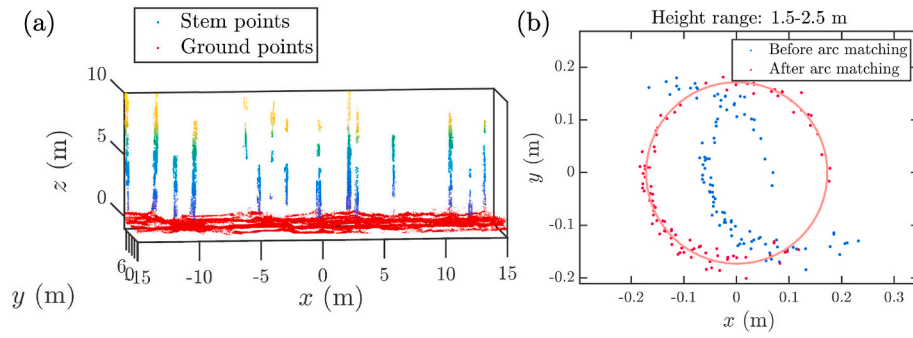 (a)
Stem points
Ground points
10
5
0
z (m)
-15
-10
-5
0
5
10
15
y (m)
x (m)
(b)
Height range: 1.5-2.5 m
Before arc matching
After arc matching
0.2
0.1
0
-0.1
-0.2
y (m)
-0.2
-0.1
0
0.1
0.2
0.3
x (m)